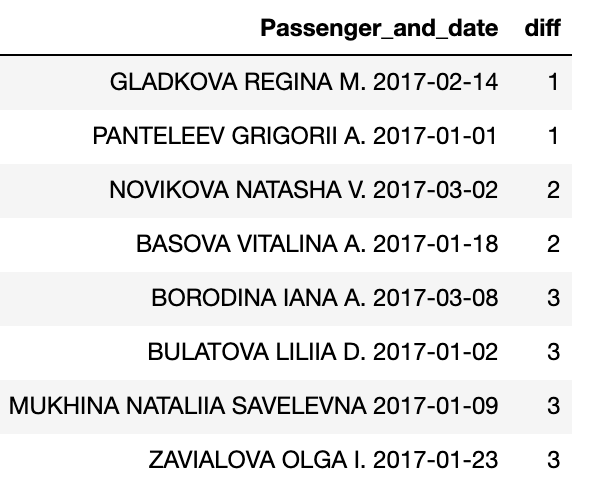 Passenger_and_date diff
GLADKOVA REGINA M. 2017-02-14 1
PANTELEEV GRIGORII A. 2017-01-01 1
NOVIKOVA NATASHA V. 2017-03-02 2
BASOVA VITALINA A. 2017-01-18 2
BORODINA IANA A. 2017-03-08 3
BULATOVA LILIIA D. 2017-01-02 3
MUKHINA NATALIIA SAVELEVNA 2017-01-09 3
ZAVIALOVA OLGA I. 2017-01-23 3